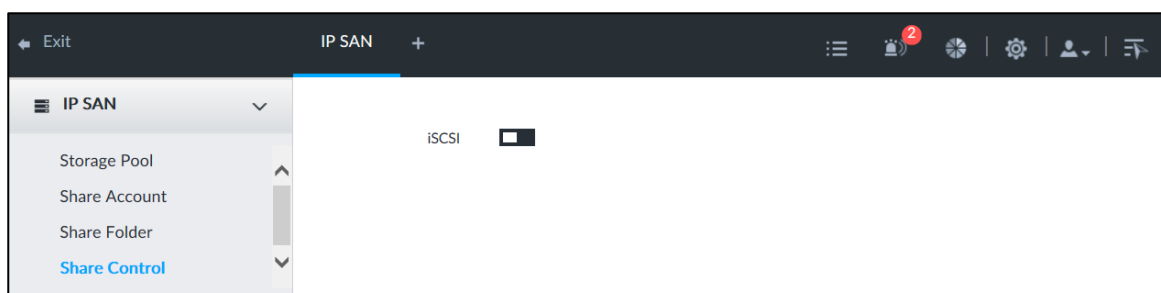 Exit
IP SAN
+
2
IP SAN
Storage Pool
Share Account
Share Folder
Share Control
iSCSI